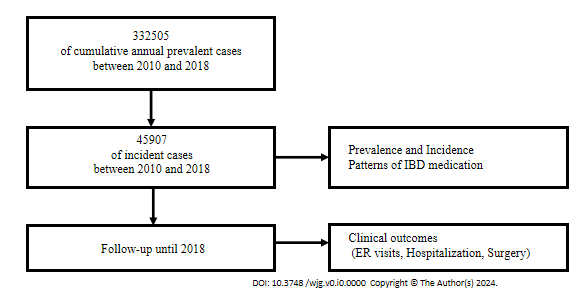 332505
of cumulative annual prevalent cases
between 2010 and 2018
45907
of incident cases
between 2010 and 2018
Prevalence and Incidence
Patterns of IBD medication
Follow-up until 2018
Clinical outcomes
(ER visits, Hospitalization, Surgery)
DOI: 10.3748 /wjg.v0.i0.0000 Copyright © The Author(s) 2024.